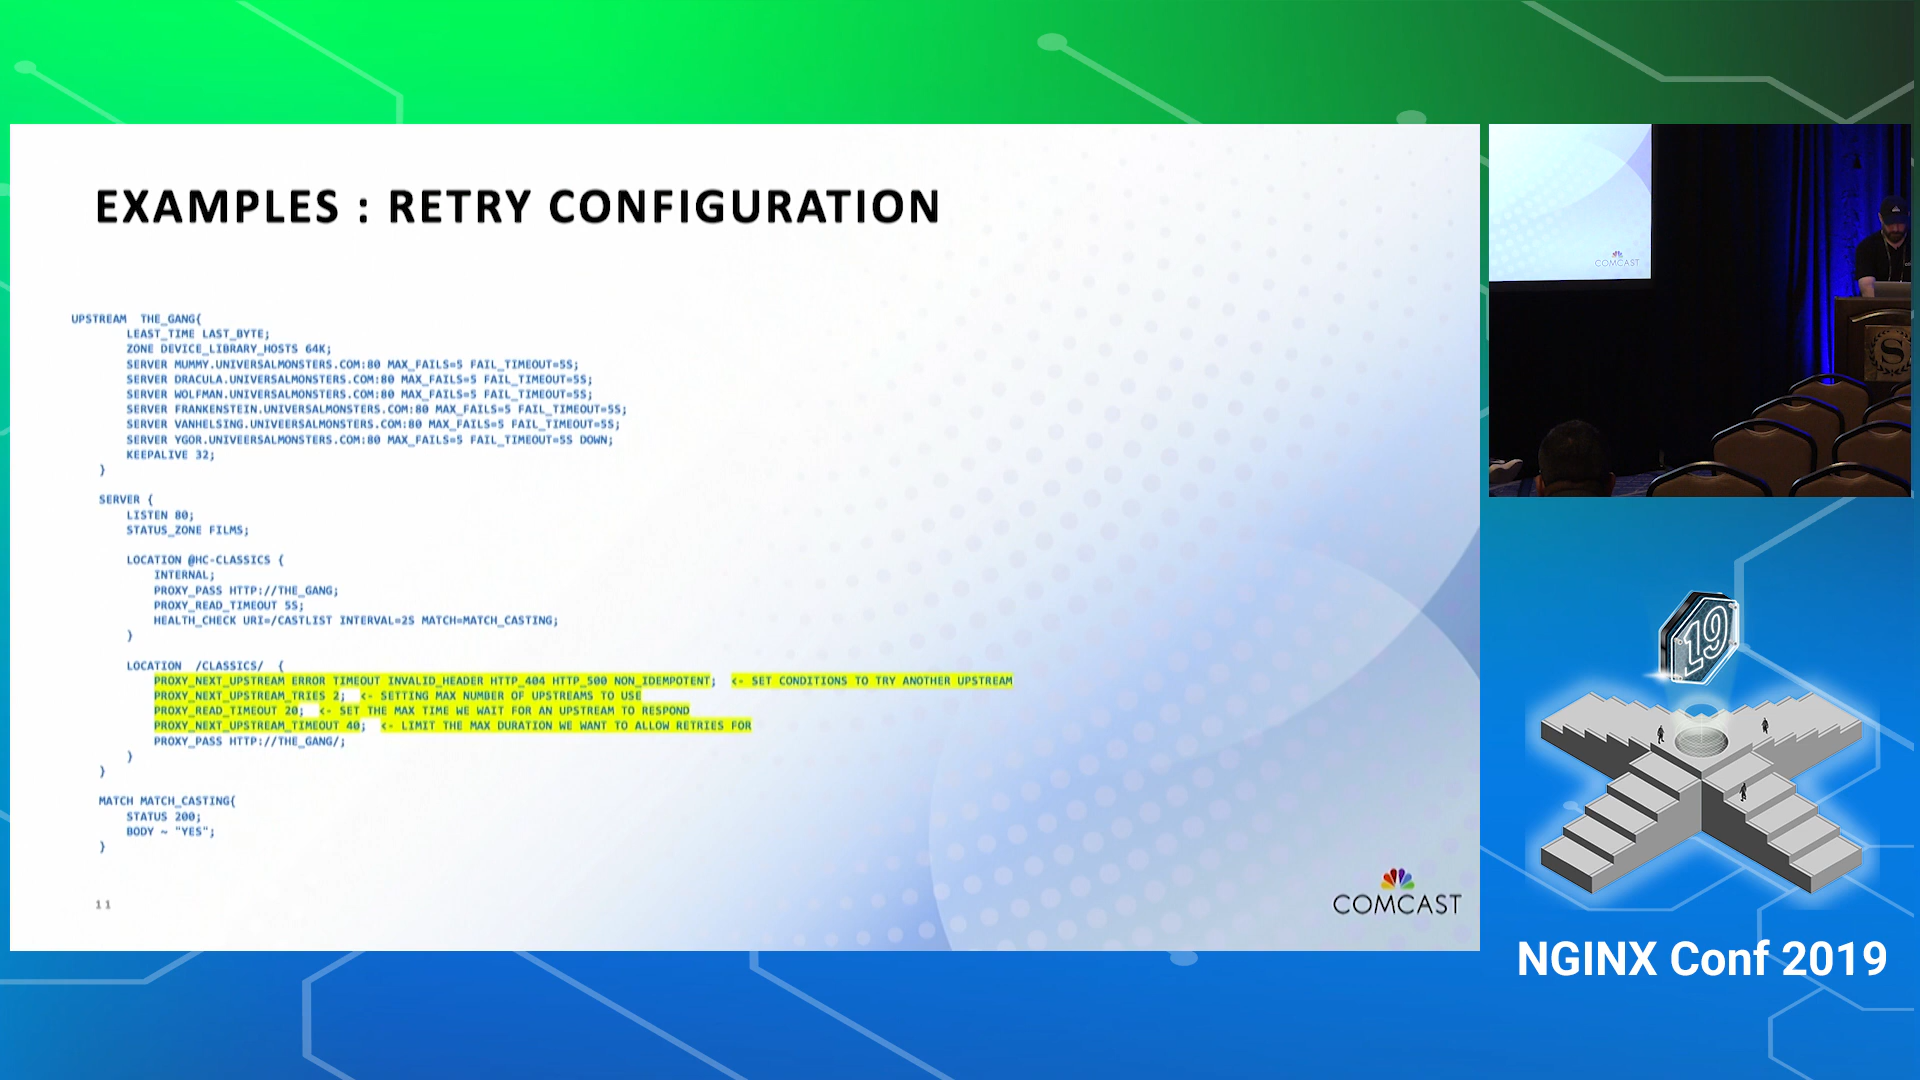 EXAMPLES : RETRY CONFIGURATION
UPSTREAM THE_GANG{
LEAST_TIME LAST_BYTE;
ZONE DEVICE_LIBRARY_HOSTS 64K;
SERVER MUMMY.UNIVERSALMONSTERS.COM:80 MAX_FAILS=5 FAIL_TIMEOUT=5S;
SERVER DRACULA.UNIVERSALMONSTERS.COM:80 MAX_FAILS=5 FAIL_TIMEOUT=5S;
SERVER WOLFMAN.UNIVERSALMONSTERS.COM:80 MAX_FAILS=5 FAIL_TIMEOUT=5S;
SERVER FRANKENSTEIN.UNIVERSALMONSTERS.COM:80 MAX_FAILS=5 FAIL_TIMEOUT=5S;
SERVER VANHELSING.UNIVEERSALMONSTERS.COM:80 MAX_FAILS=5 FAIL_TIMEOUT=5S;
SERVER YGOR.UNIVEERSALMONSTERS.COM:80 MAX_FAILS=5 FAIL_TIMEOUT=5S DOWN;
KEEPALIVE 32;
}
SERVER {
LISTEN 80;
STATUS_ZONE FILMS;
LOCATION @HC-CLASSICS {
INTERNAL;
PROXY_PASS HTTP://THE_GANG;
PROXY_READ_TIMEOUT 5S;
HEALTH_CHECK URI=/CASTLIST INTERVAL=2S MATCH=MATCH_CASTING;
}
LOCATION /CLASSICS/ {
PROXY_NEXT_UPSTREAM ERROR TIMEOUT INVALID_HEADER HTTP_404 HTTP_500 NON_IDEMPOTENT; <- SET CONDITIONS TO TRY ANOTHER UPSTREAM
PROXY_NEXT_UPSTREAM_TRIES 2; <- SETTING MAX NUMBER OF UPSTREAMS TO USE
PROXY_READ_TIMEOUT 20; <- SET THE MAX TIME WE WAIT FOR AN UPSTREAM TO RESPOND
PROXY_NEXT_UPSTREAM_TIMEOUT 40; <- LIMIT THE MAX DURATION WE WANT TO ALLOW RETRIES FOR
PROXY_PASS HTTP://THE_GANG/;
}
}
MATCH MATCH_CASTING{
STATUS 200;
BODY ~ "YES";
}
11
COMCAST
COMCAST
S
19
NGINX Conf 2019